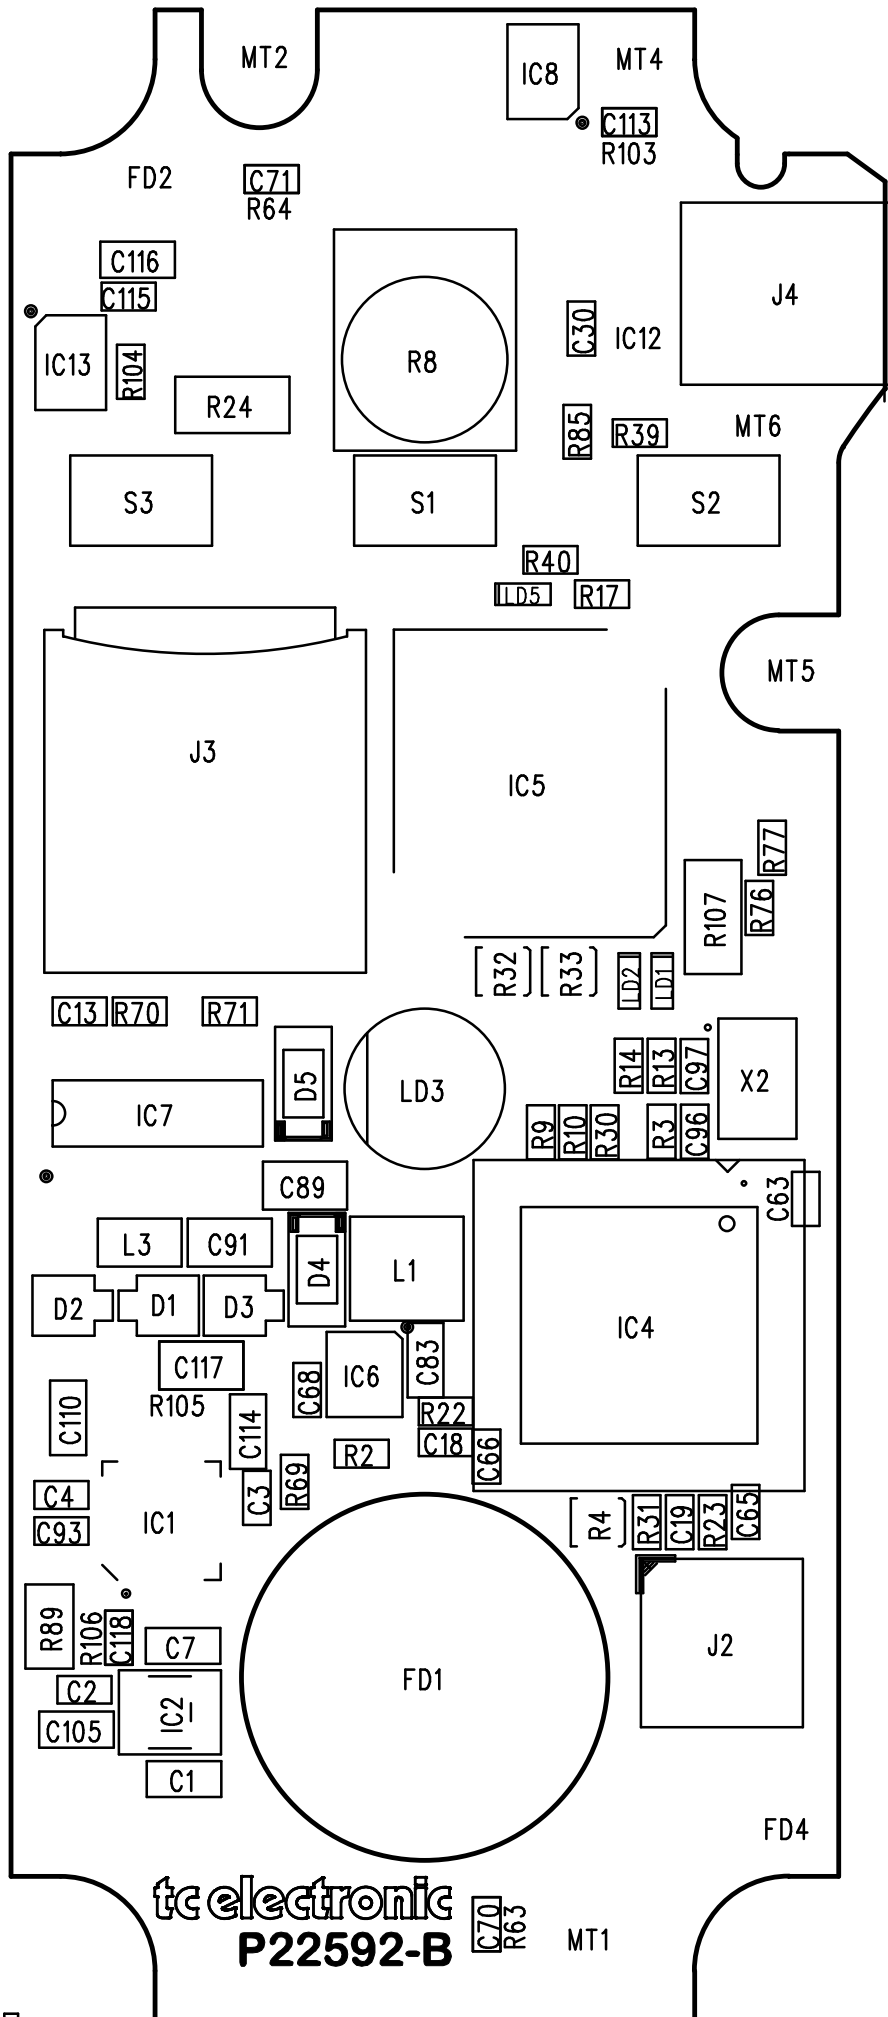 MT2
MT4
IC8
C113
R103
FD2
C71
R64
C116
C115
J4
C30
IC12
IC13
R104
R8
R24
R85
R39
MT6
S3
S1
S2
R40
LD5
R17
MT5
J3
IC5
R77
R107
R76
R32
R33
LD2
LD1
C13
R70
R71
R14
R13
C97
X2
D5
LD3
IC7
R9
R10
R30
R3
C96
C89
C63
L3
C91
D4
L1
D2
D1
D3
IC4
C117
C68
IC6
C83
R105
C110
C114
R22
C18
R2
C66
R69
C4
C3
IC1
C93
R4
R31
C19
R23
C65
R89
R106
C118
C7
J2
FD1
C2
IC2
C105
C1
FD4
tc electronic
P22592-B
C70
R63
MT1